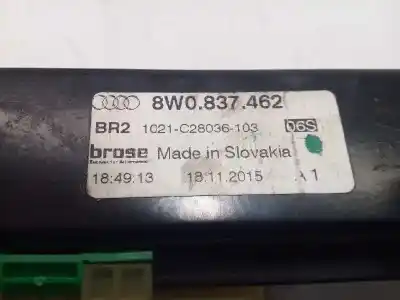 8W0.837.462
BR2 1021-C28036-103 06S
brose Made in Slovakia
18:49:13 18.11.2015 A1